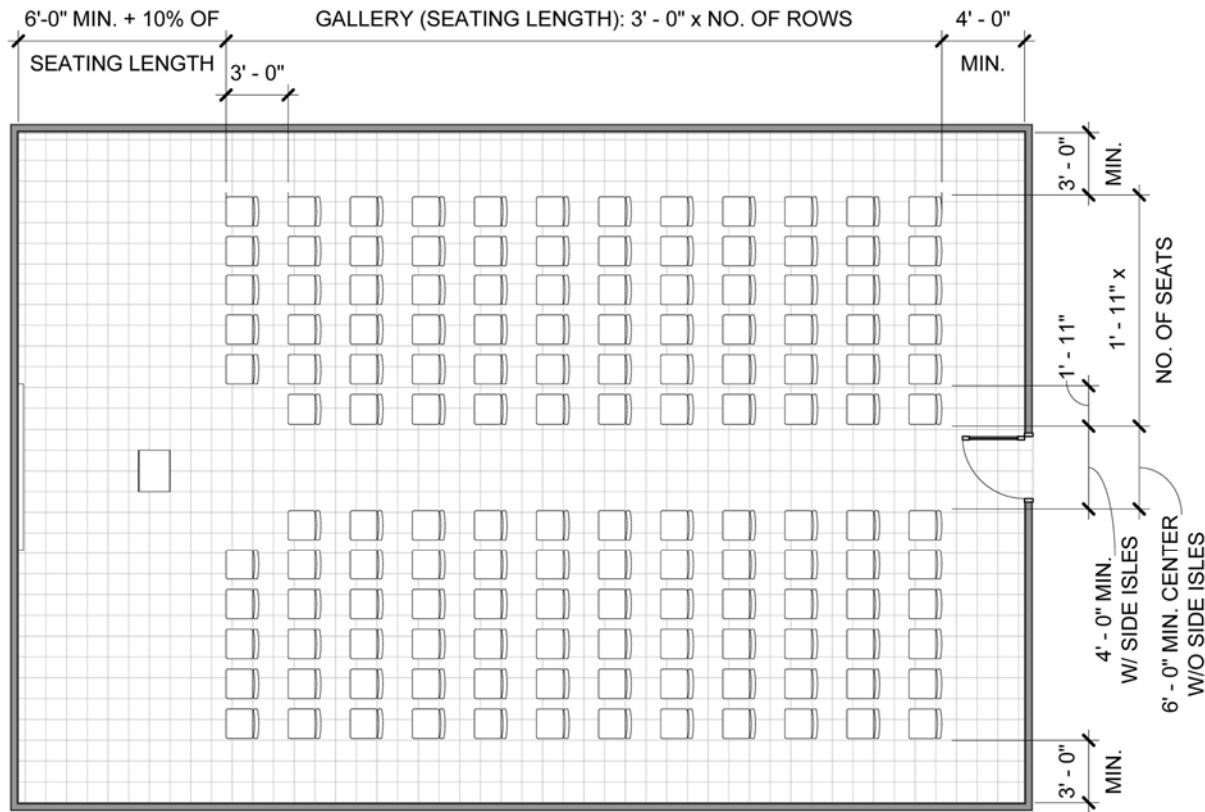 6'-0" MIN. + 10% OF
SEATING LENGTH
GALLERY (SEATING LENGTH): 3' - 0" x NO. OF ROWS
4' - 0"
MIN.
3' - 0"
3' - 0"
MIN.
1' - 11"
1' - 11" x
NO. OF SEATS
4' - 0" MIN.
W/ SIDE ISLES
6' - 0" MIN. CENTER
W/O SIDE ISLES
3' - 0"
MIN.